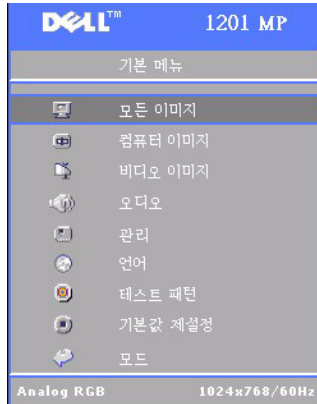 DELL™ 1201 MP
기본 메뉴
모든 이미지
컴퓨터 이미지
비디오 이미지
오디오
관리
언어
테스트 패턴
기본값 재설정
모드
Analog RGB 1024x768/60Hz